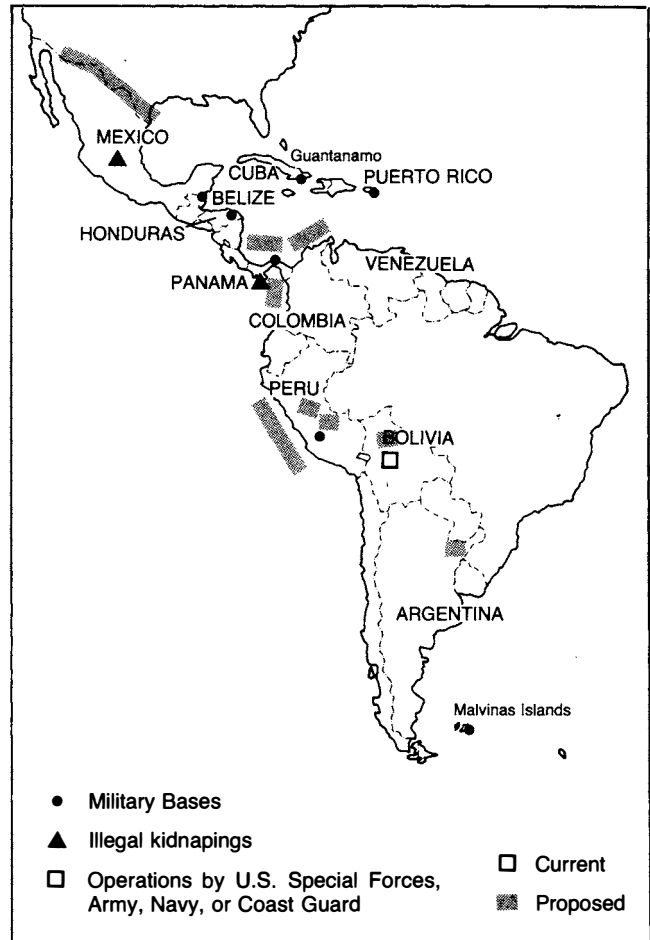 MEXICO
Guantanamo
CUBA
PUERTO RICO
BELIZE
HONDURAS
VENEZUELA
PANAMA
COLOMBIA
PERU
BOLIVIA
ARGENTINA
Malvinas Islands
Military Bases
Illegal kidnapings
Operations by U.S. Special Forces,
Army, Navy, or Coast Guard
Current
Proposed